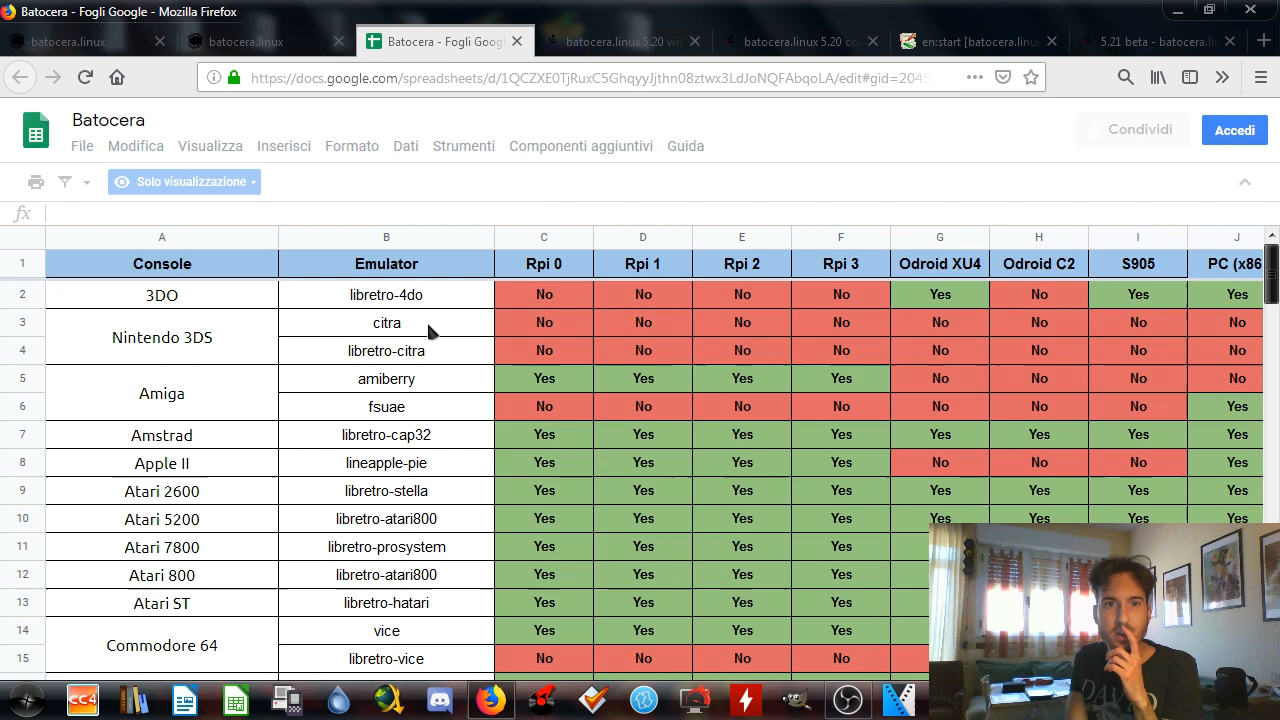 Batocera - Fogli Google - Mozilla Firefox
batocera.linux
batocera.linux
Batocera - Fogli Goog
batocera.linux 5.20 wit
batocera.linux 5.20 co
en:start [batocera.linu
5.21 beta - batocera.lin
https://docs.google.com/spreadsheets/d/1QCZXE0TjRuxC5GhqyyJjthn08ztwx3LdJoNQFAbqoLA/edit#gid=2045
Batocera
Condividi
Accedi
File Modifica Visualizza Inserisci Formato Dati Strumenti Componenti aggiuntivi Guida
Solo visualizzazione
fx
A B C D E F G H I J
1 Console Emulator Rpi 0 Rpi 1 Rpi 2 Rpi 3 Odroid XU4 Odroid C2 S905 PC (x86
2 3DO libretro-4do No No No No Yes No Yes Yes
3 Nintendo 3DS citra No No No No No No No No
4 libretro-citra No No No No No No No No
5 Amiga amiberry Yes Yes Yes Yes No No No No
6 fsuae No No No No No No No Yes
7 Amstrad libretro-cap32 Yes Yes Yes Yes Yes Yes Yes Yes
8 Apple II lineapple-pie Yes Yes Yes Yes No No No Yes
9 Atari 2600 libretro-stella Yes Yes Yes Yes Yes Yes Yes Yes
10 Atari 5200 libretro-atari800 Yes Yes Yes Yes Yes Yes Yes Yes
11 Atari 7800 libretro-prosystem Yes Yes Yes Yes
12 Atari 800 libretro-atari800 Yes Yes Yes Yes
13 Atari ST libretro-hatari Yes Yes Yes Yes
14 Commodore 64 vice Yes Yes Yes Yes
15 libretro-vice No No No No
CC4